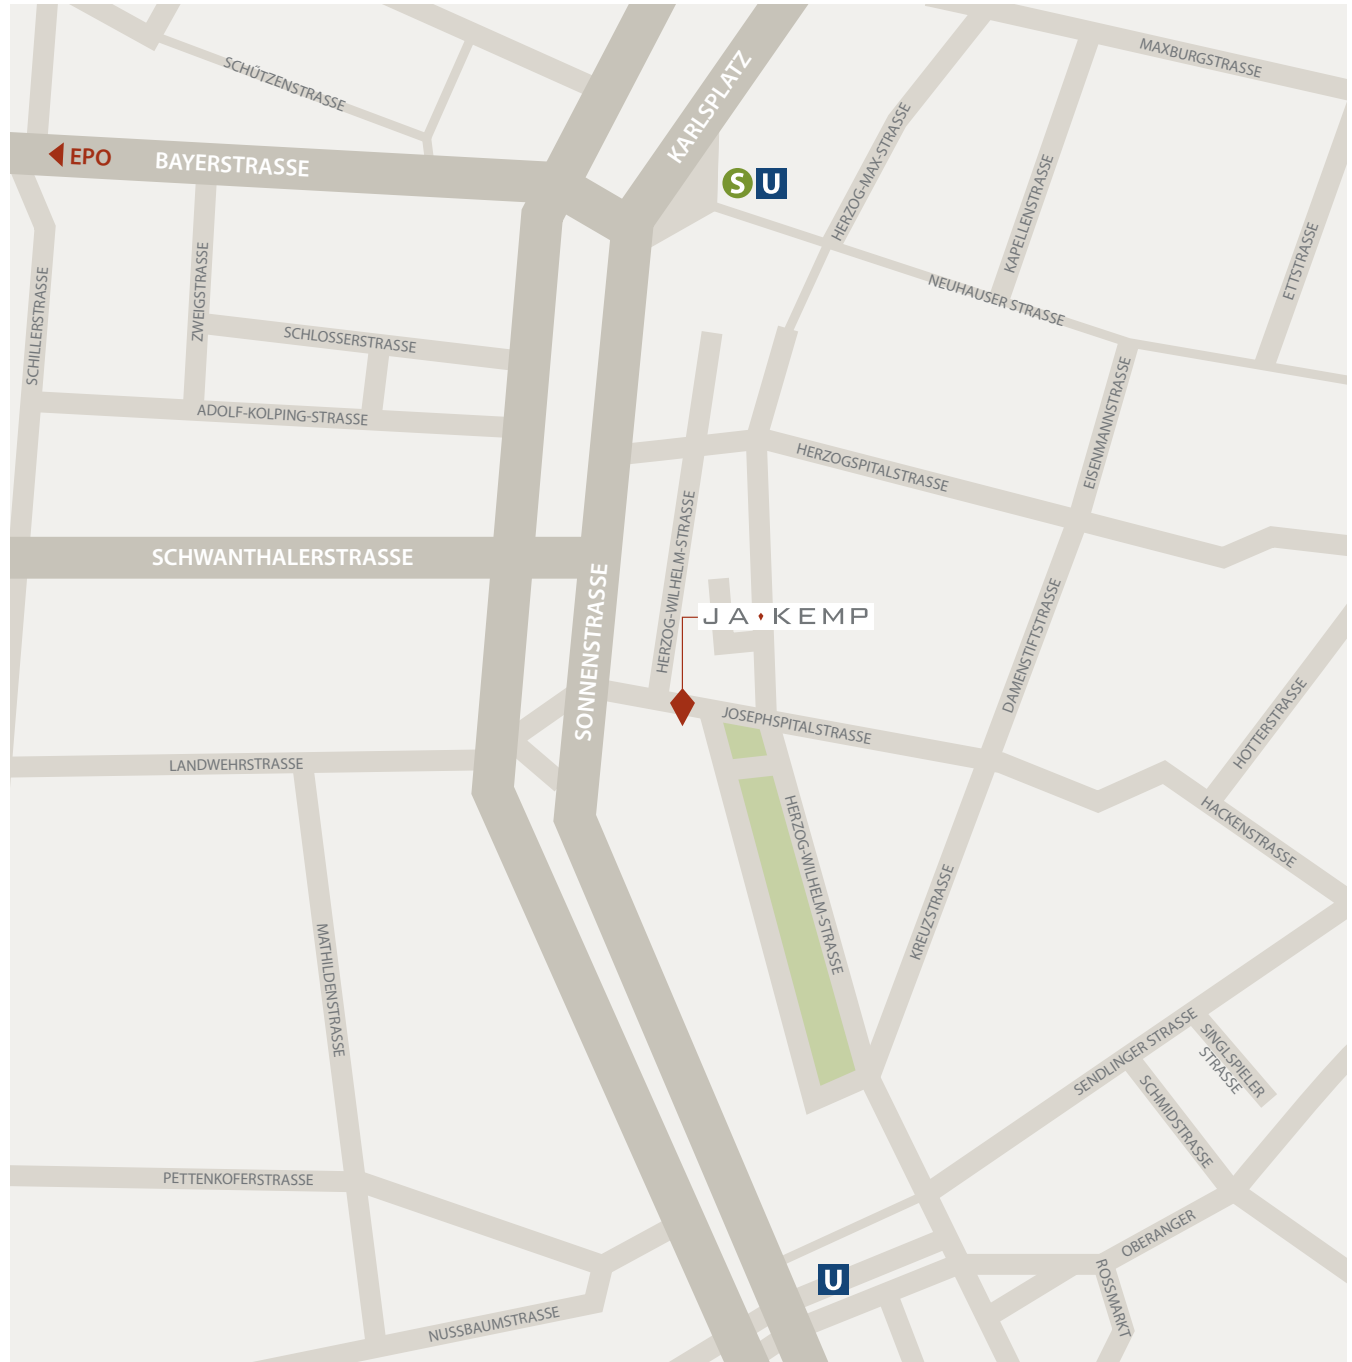 MAXBURGSTRASSE
SCHÜTZENSTRASSE
KARLSPLATZ
HERZOG-MAX-STRASSE
EPO
BAYERSTRASSE
S U
KAPELLENSTRASSE
ETTSTRASSE
NEUHAUSER STRASSE
ZWEIGSTRASSE
SCHILLERSTRASSE
SCHLOSSERSTRASSE
ADOLF-KOLPING-STRASSE
EISENMANNSTRASSE
HERZOGSPITALSTRASSE
HERZOG-WILHELM-STRASSE
SCHWANTHALERSTRASSE
SONNENSTRASSE
JA KEMP
DAMENSTIFTSTRASSE
JOSEPHSPITALSTRASSE
HOTTERSTRASSE
LANDWEHRSTRASSE
HACKENSTRASSE
HERZOG-WILHELM-STRASSE
KREUZSTRASSE
MATHILDENSTRASSE
SENDLINGER STRASSE
SINGLSPIELER
STRASSE
SCHMIDSTRASSE
PETTENKOFERSTRASSE
OBERANGER
U
ROSSMARKT
NUSSBAUMSTRASSE